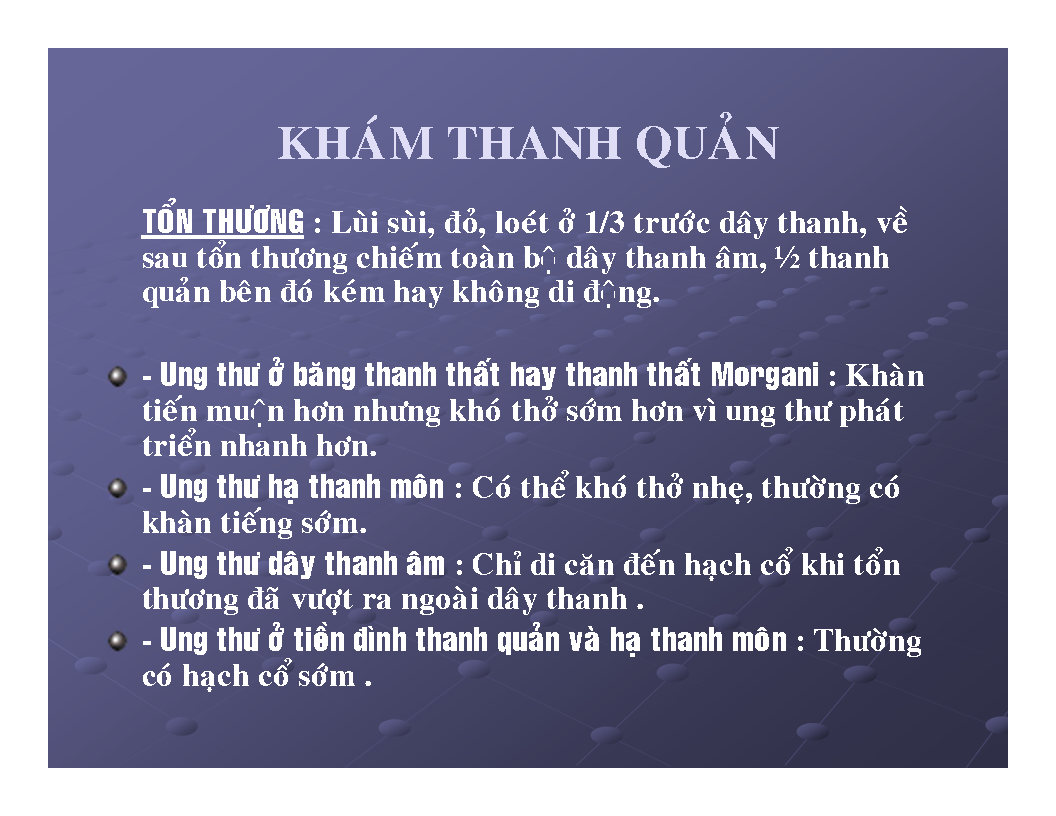 KHÁM THANH QUẢN
TỔN THƯƠNG : Lùi sùi, đỏ, loét ở 1/3 trước dây thanh, về
sau tổn thương chiếm toàn bộ dây thanh âm, ½ thanh
quản bên đó kém hay không di động.
- Ung thư ở băng thanh thất hay thanh thất Morgani : Khàn
tiến muộn hơn nhưng khó thở sớm hơn vì ung thư phát
triển nhanh hơn.
- Ung thư hạ thanh môn : Có thể khó thở nhẹ, thường có
khàn tiếng sớm.
- Ung thư dây thanh âm : Chỉ di căn đến hạch cổ khi tổn
thương đã vượt ra ngoài dây thanh .
- Ung thư ở tiền đình thanh quản và hạ thanh môn : Thường
có hạch cổ sớm .